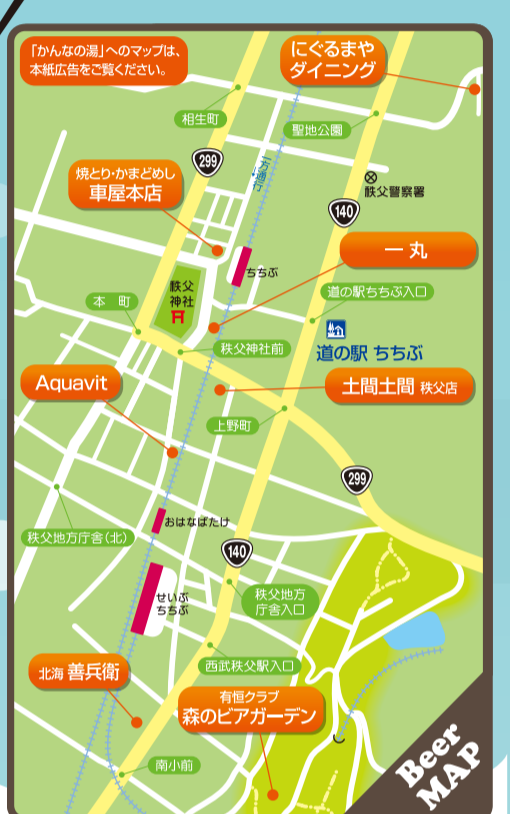 「かんなの湯」へのマップは、
本紙広告をご覧ください。
にぐるまや
ダイニング
相生町
聖地公園
299
一方通行
焼とり・かまどめし
車屋本店
秩父警察署
140
一丸
ちちぶ
秩父
神社
道の駅ちちぶ入口
本町
秩父神社前
道の駅 ちちぶ
Aquavit
土間土間 秩父店
上野町
299
おはなばたけ
秩父地方庁舎(北)
140
せいぶ
ちちぶ
秩父地方
庁舎入口
西武秩父駅入口
北海 善兵衛
有恒クラブ
森のビアガーデン
南小前
Beer
MAP